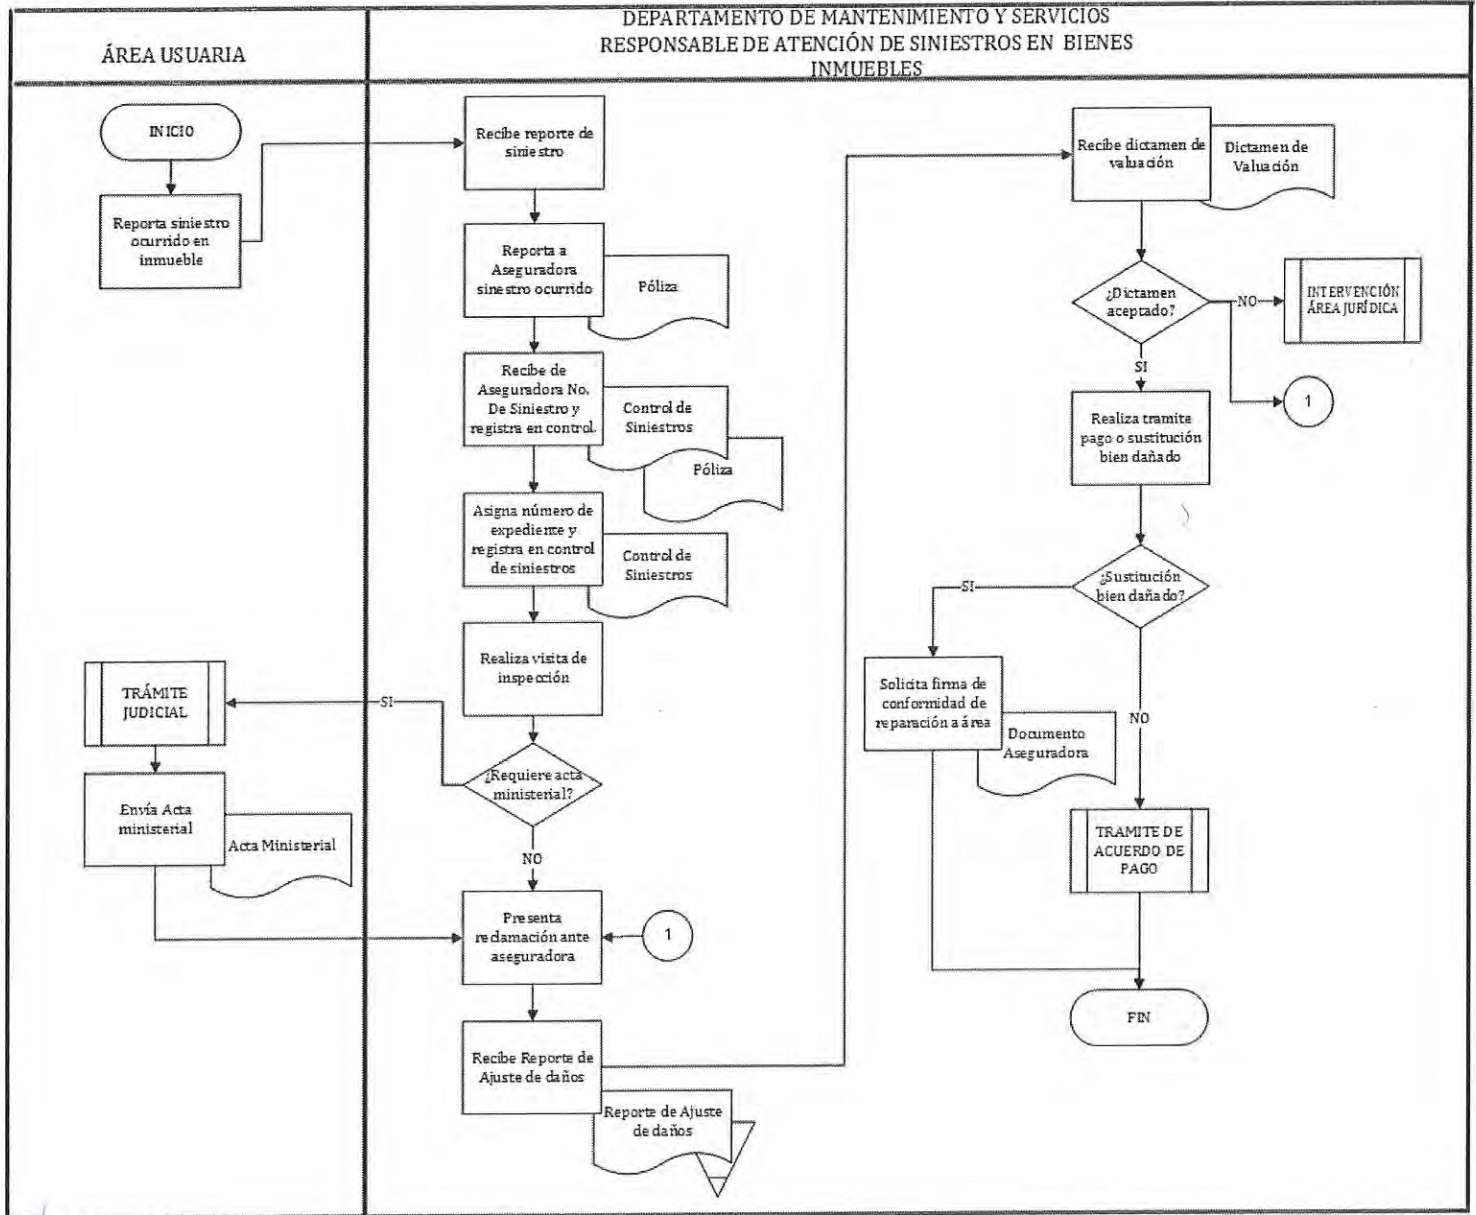 DEPARTAMENTO DE MANTENIMIENTO Y SERVICIOS
RESPONSABLE DE ATENCIÓN DE SINIESTROS EN BIENES
INMUEBLES
ÁREA USUARIA
INICIO
Reporta siniestro
ocurrido en
inmueble
Recibe reporte de
siniestro
Reporta a
Aseguradora
sinestro ocurrido
Póliza
Recibe de
Aseguradora No.
De Siniestro y
registra en control.
Control de
Siniestros
Póliza
Asigna número de
expediente y
registra en control
de siniestros
Control de
Siniestros
Realiza visita de
inspección
¿Requiere acta
ministerial?
SI
TRÁMITE
JUDICIAL
Envía Acta
ministerial
Acta Ministerial
NO
Presenta
reclamación ante
aseguradora
1
Recibe Reporte de
Ajuste de daños
Reporte de Ajuste
de daños
Recibe dictamen de
valuación
Dictamen de
Valuación
¿Dictamen
aceptado?
NO
INTERVENCIÓN
ÁREA JURÍDICA
1
SI
Realiza tramite
pago o sustitución
bien dañado
¿Sustitución
bien dañado?
SI
Solicita firma de
conformidad de
reparación a área
Documento
Aseguradora
NO
TRAMITE DE
ACUERDO DE
PAGO
FIN